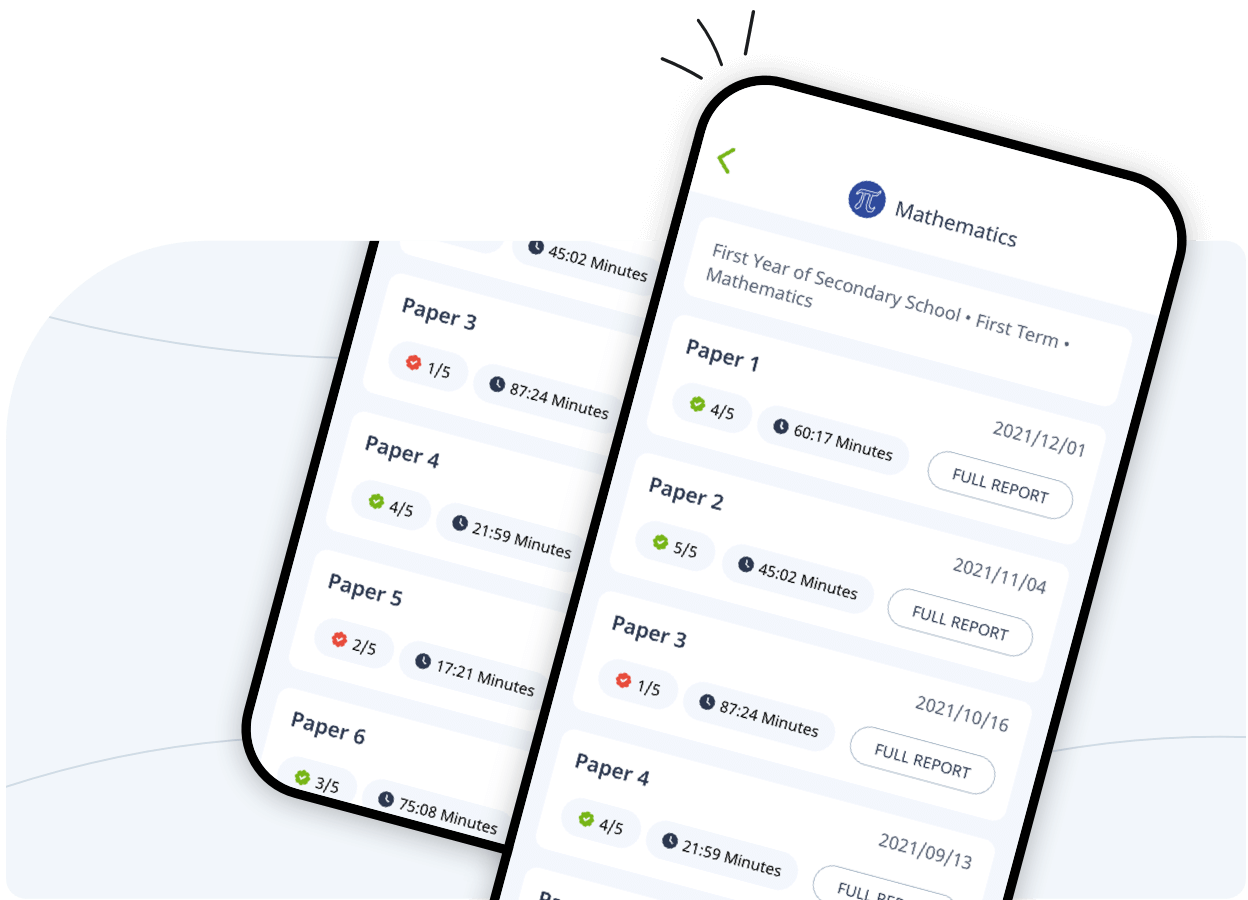 45:02 Minutes
Paper 3
1/5
87:24 Minutes
Paper 4
4/5
21:59 Minutes
Paper 5
2/5
17:21 Minutes
Paper 6
3/5
75:08 Minutes
π Mathematics
First Year of Secondary School • First Term •
Mathematics
Paper 1
4/5
60:17 Minutes
2021/12/01
FULL REPORT
Paper 2
5/5
45:02 Minutes
2021/11/04
FULL REPORT
Paper 3
1/5
87:24 Minutes
2021/10/16
FULL REPORT
Paper 4
4/5
21:59 Minutes
2021/09/13
FULL